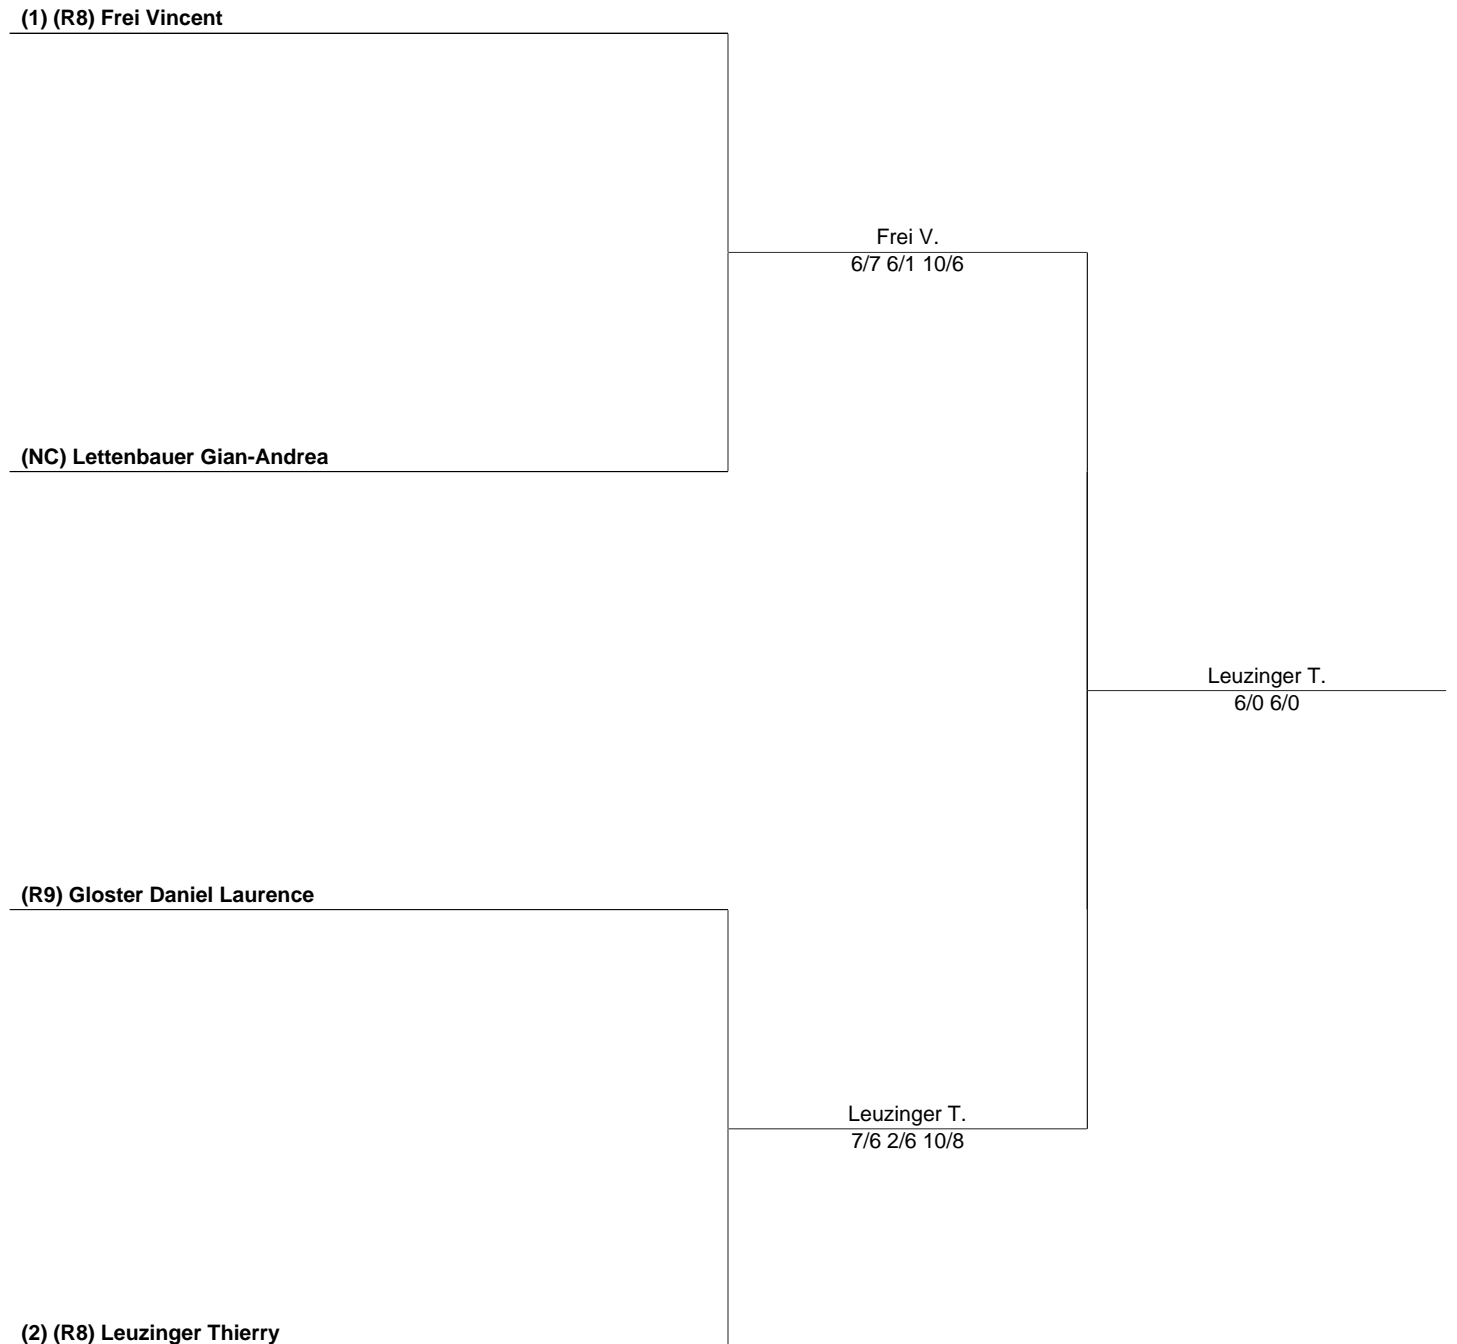 (1) (R8) Frei Vincent
Frei V.
6/7 6/1 10/6
(NC) Lettenbauer Gian-Andrea
Leuzinger T.
6/0 6/0
(R9) Gloster Daniel Laurence
Leuzinger T.
7/6 2/6 10/8
(2) (R8) Leuzinger Thierry